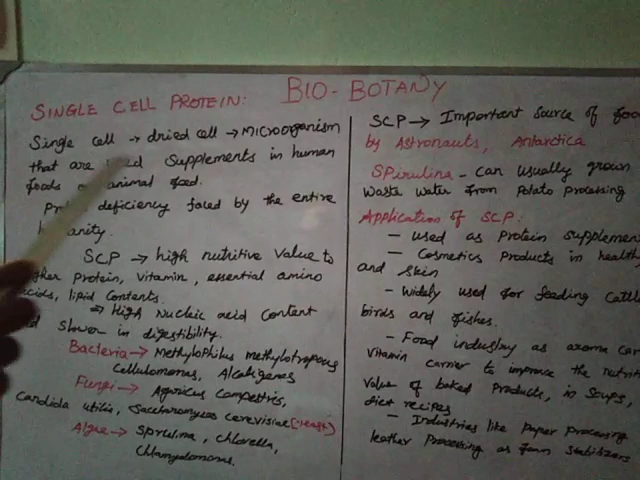 BIO-BOTANY
SINGLE CELL PROTEIN:
Single cell → dried cell → Microorganism
that are Supplements in human
foods animal feed.
deficiency faced by the entire
SCP → high nutritive value to
Protein, Vitamin, essential amino
lipid contents.
⇒ High Nucleic acid content
slower in digestibility.
Bacteria → Methylophilus methylotropous
Cellulomonas, Alcaligenes
Fungi → Agaricus campestris,
Candida utilis, Saccharomyces cerevisiae (yeast)
Algae → Sprulina, Chlorella,
Chlamydomonas.
SCP → Important source of
by Astronauts, Antarctica
SPirulina - can usually grown
waste water from Potato processing
Application of SCP:
- used as Protein
- Cosmetics Products in
and skin
- Widely used for feeding
birds and fishes.
- Food industry as aroma
vitamin carrier to improve the
value of baked Products, in Soups,
diet recipes
- Industries like Paper Processing
leather Processing as foam Stabilizers